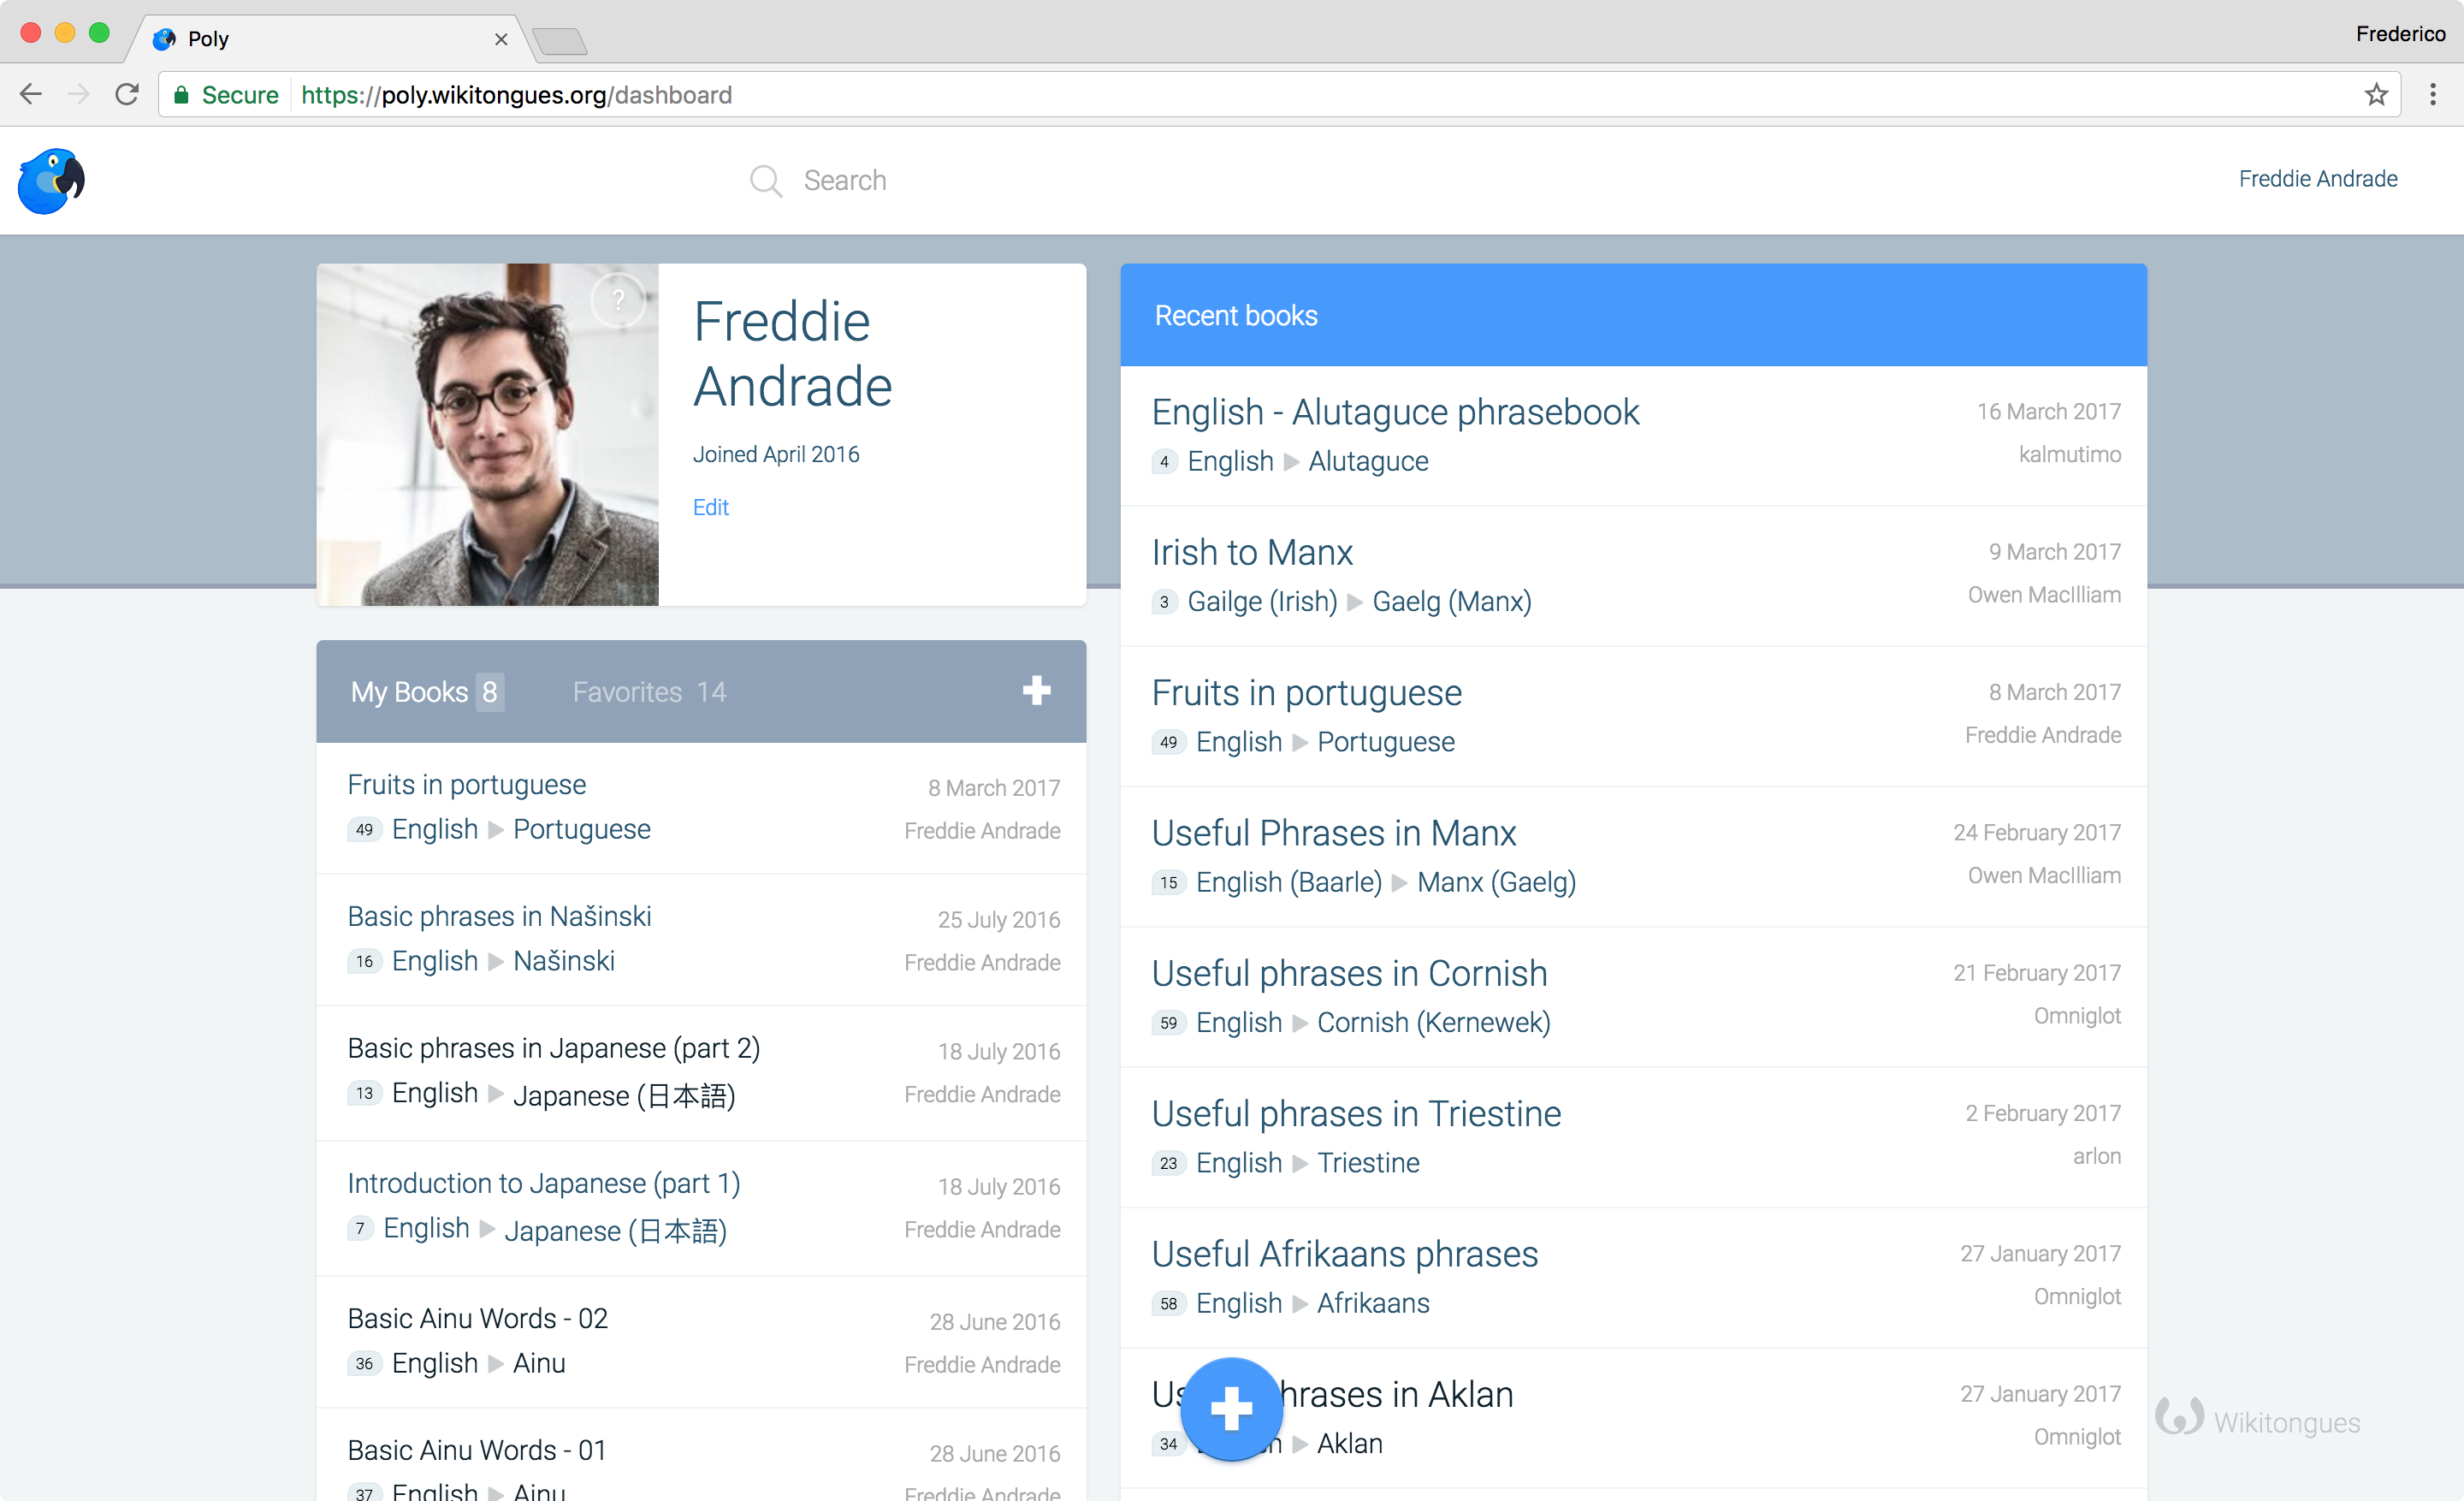 Poly
Frederico
Secure https://poly.wikitongues.org/dashboard
Search
Freddie Andrade
?
Freddie
Andrade
Joined April 2016
Edit
My Books 8 Favorites 14
Fruits in portuguese 8 March 2017
49 English Portuguese Freddie Andrade
Basic phrases in Našinski 25 July 2016
16 English Našinski Freddie Andrade
Basic phrases in Japanese (part 2) 18 July 2016
13 English Japanese (日本語) Freddie Andrade
Introduction to Japanese (part 1) 18 July 2016
7 English Japanese (日本語) Freddie Andrade
Basic Ainu Words - 02 28 June 2016
36 English Ainu Freddie Andrade
Basic Ainu Words - 01 28 June 2016
37 English Ainu Freddie Andrade
Recent books
English - Alutaguce phrasebook 16 March 2017
4 English Alutaguce kalmutimo
Irish to Manx 9 March 2017
3 Gailge (Irish) Gaelg (Manx) Owen MacIlliam
Fruits in portuguese 8 March 2017
49 English Portuguese Freddie Andrade
Useful Phrases in Manx 24 February 2017
15 English (Baarle) Manx (Gaelg) Owen MacIlliam
Useful phrases in Cornish 21 February 2017
59 English Cornish (Kernewek) Omniglot
Useful phrases in Triestine 2 February 2017
23 English Triestine arlon
Useful Afrikaans phrases 27 January 2017
58 English Afrikaans Omniglot
in Aklan 27 January 2017
34 Aklan Omniglot
Wikitongues